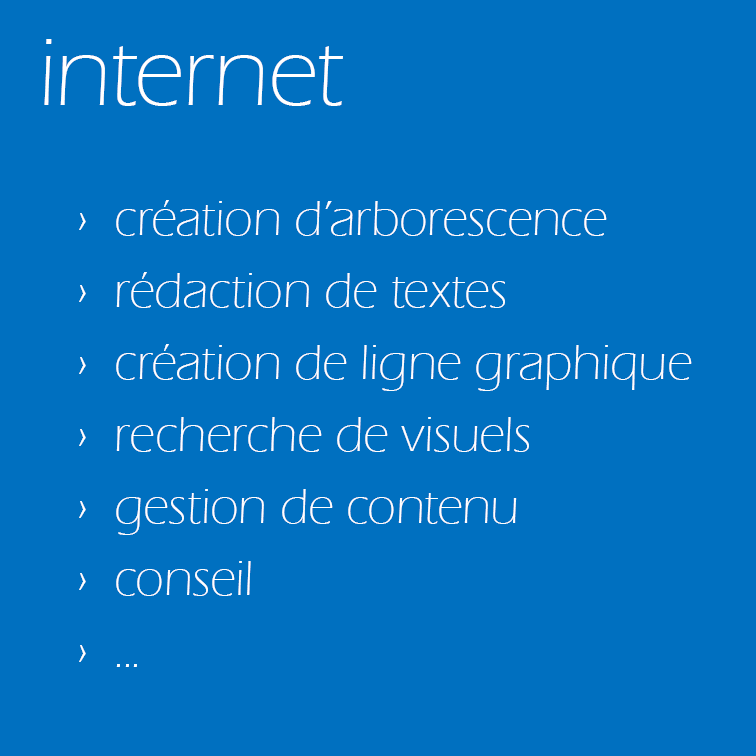 internet
› création d’arborescence
› rédaction de textes
› création de ligne graphique
› recherche de visuels
› gestion de contenu
› conseil
› ...